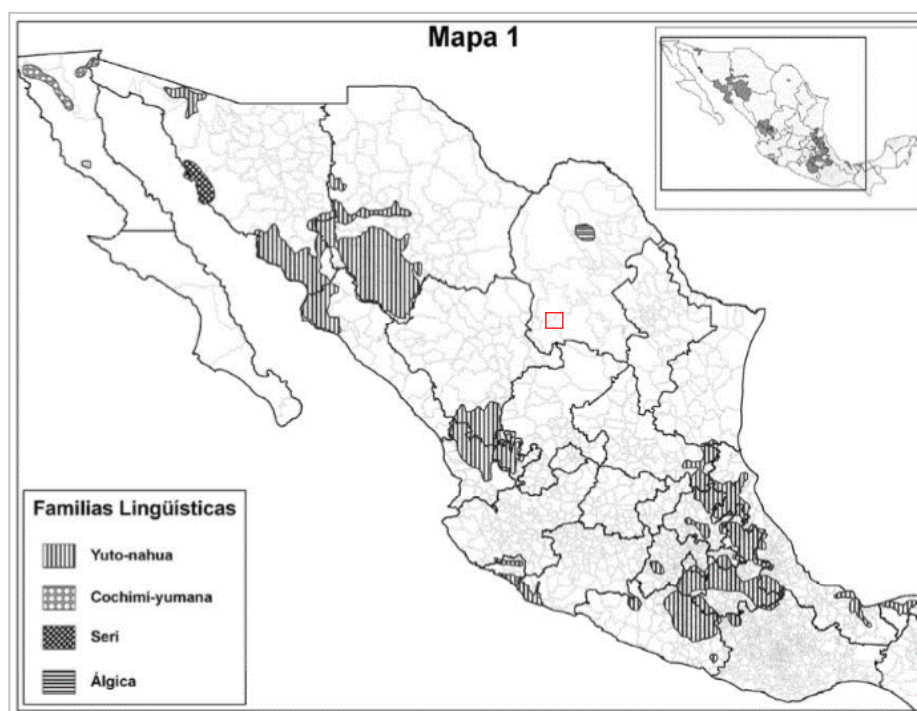 Mapa 1
Familias Lingüísticas
Yuto-nahua
Cochimí-yumana
Seri
Álgica